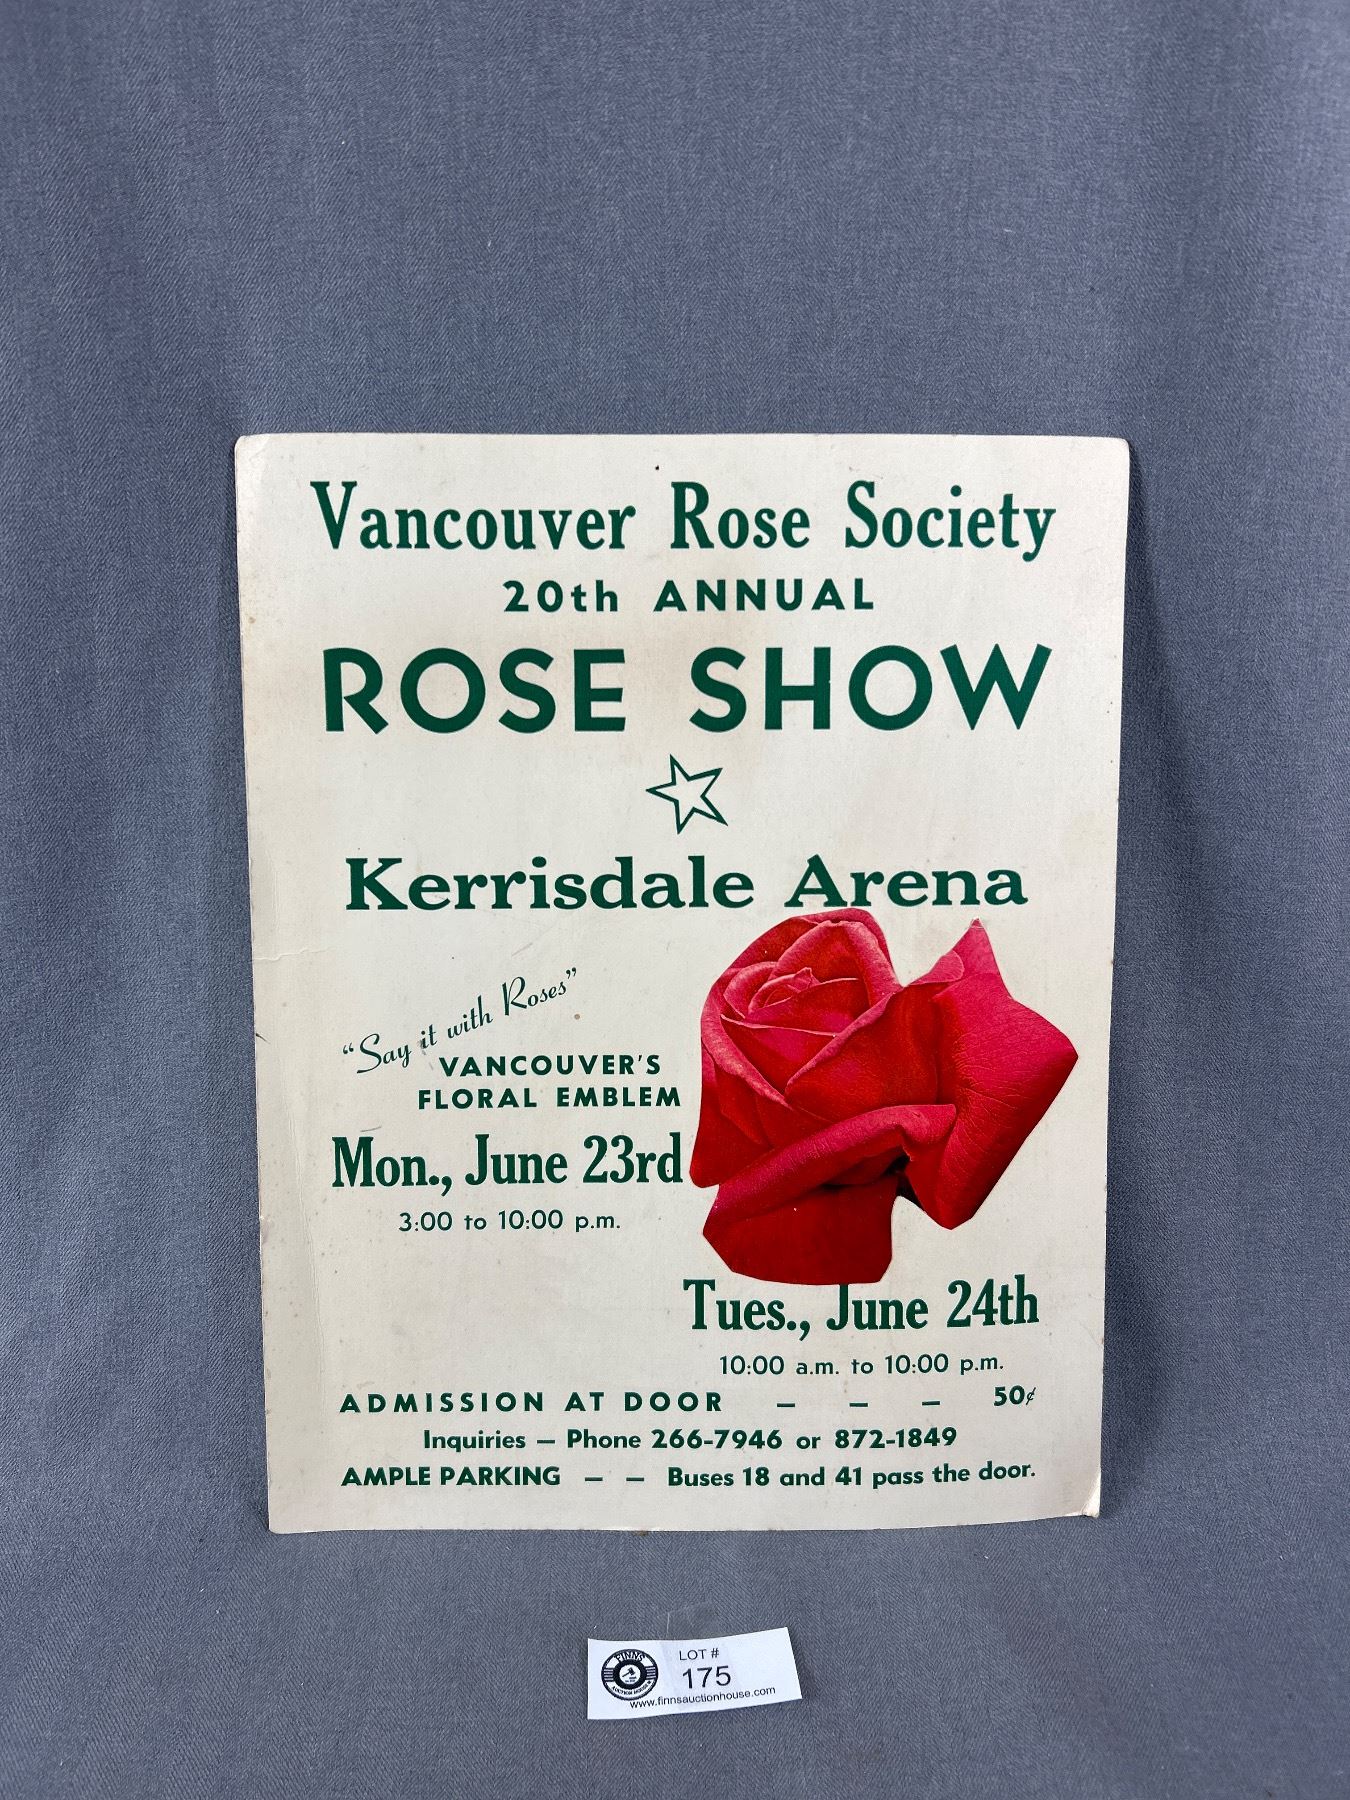 Vancouver Rose Society
20th ANNUAL
ROSE SHOW
Kerrisdale Arena
"Say it with Roses"
VANCOUVER'S
FLORAL EMBLEM
Mon., June 23rd
3:00 to 10:00 p.m.
Tues., June 24th
10:00 a.m. to 10:00 p.m.
ADMISSION AT DOOR — — — 50¢
Inquiries — Phone 266-7946 or 872-1849
AMPLE PARKING — — Buses 18 and 41 pass the door.
FINNS
AUCTION HOUSE
LOT #
175
www.finnsauctionhouse.com